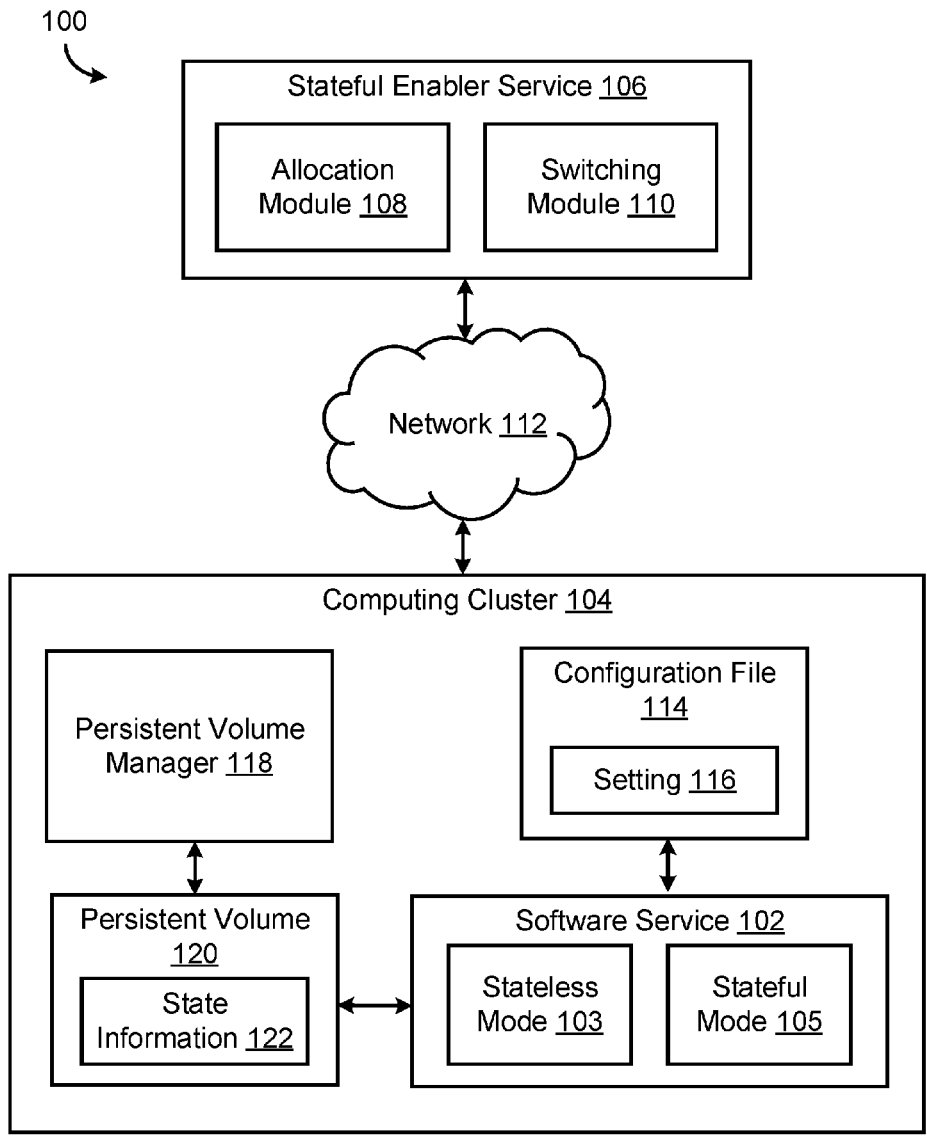 100
Stateful Enabler Service 106
Allocation
Module 108
Switching
Module 110
Network 112
Computing Cluster 104
Persistent Volume
Manager 118
Configuration File
114
Setting 116
Persistent Volume
120
State
Information 122
Software Service 102
Stateless
Mode 103
Stateful
Mode 105